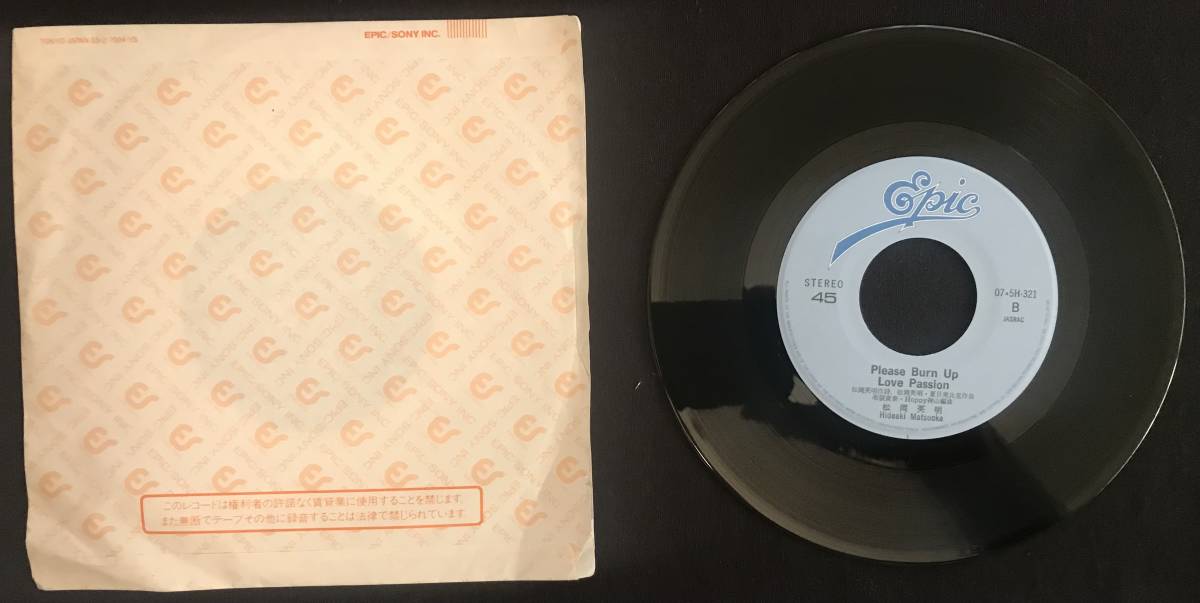 EPIC/SONY INC.
このレコードは権利者の許諾なく賃貸業に使用することを禁じます。
また無断でテープその他に録音することは法律で禁じられています。
Epic
STEREO
45
07・5H-321
B
JASRAC
Please Burn Up
Love Passion
松岡英明
Hideaki Matsuoka